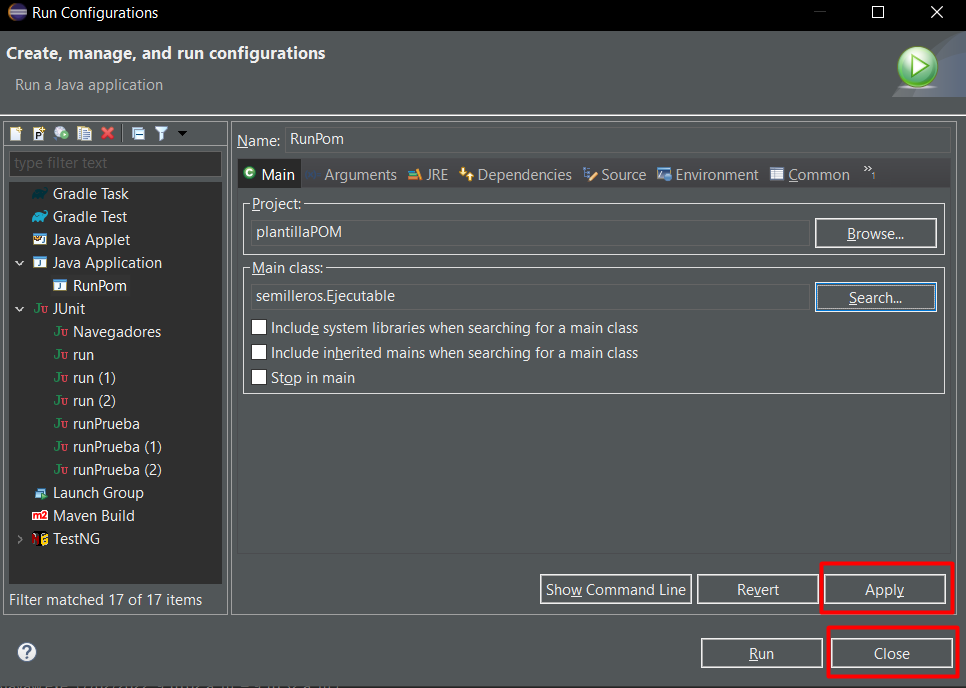 Run Configurations
Create, manage, and run configurations
Run a Java application
type filter text
Gradle Task
Gradle Test
Java Applet
Java Application
RunPom
JUnit
Navegadores
run
run (1)
run (2)
runPrueba
runPrueba (1)
runPrueba (2)
Launch Group
m2 Maven Build
TestNG
Filter matched 17 of 17 items
Name: RunPom
Main Arguments JRE Dependencies Source Environment Common »1
Project:
plantillaPOM Browse...
Main class:
semilleros.Ejecutable Search...
Include system libraries when searching for a main class
Include inherited mains when searching for a main class
Stop in main
Show Command Line Revert Apply
Run Close